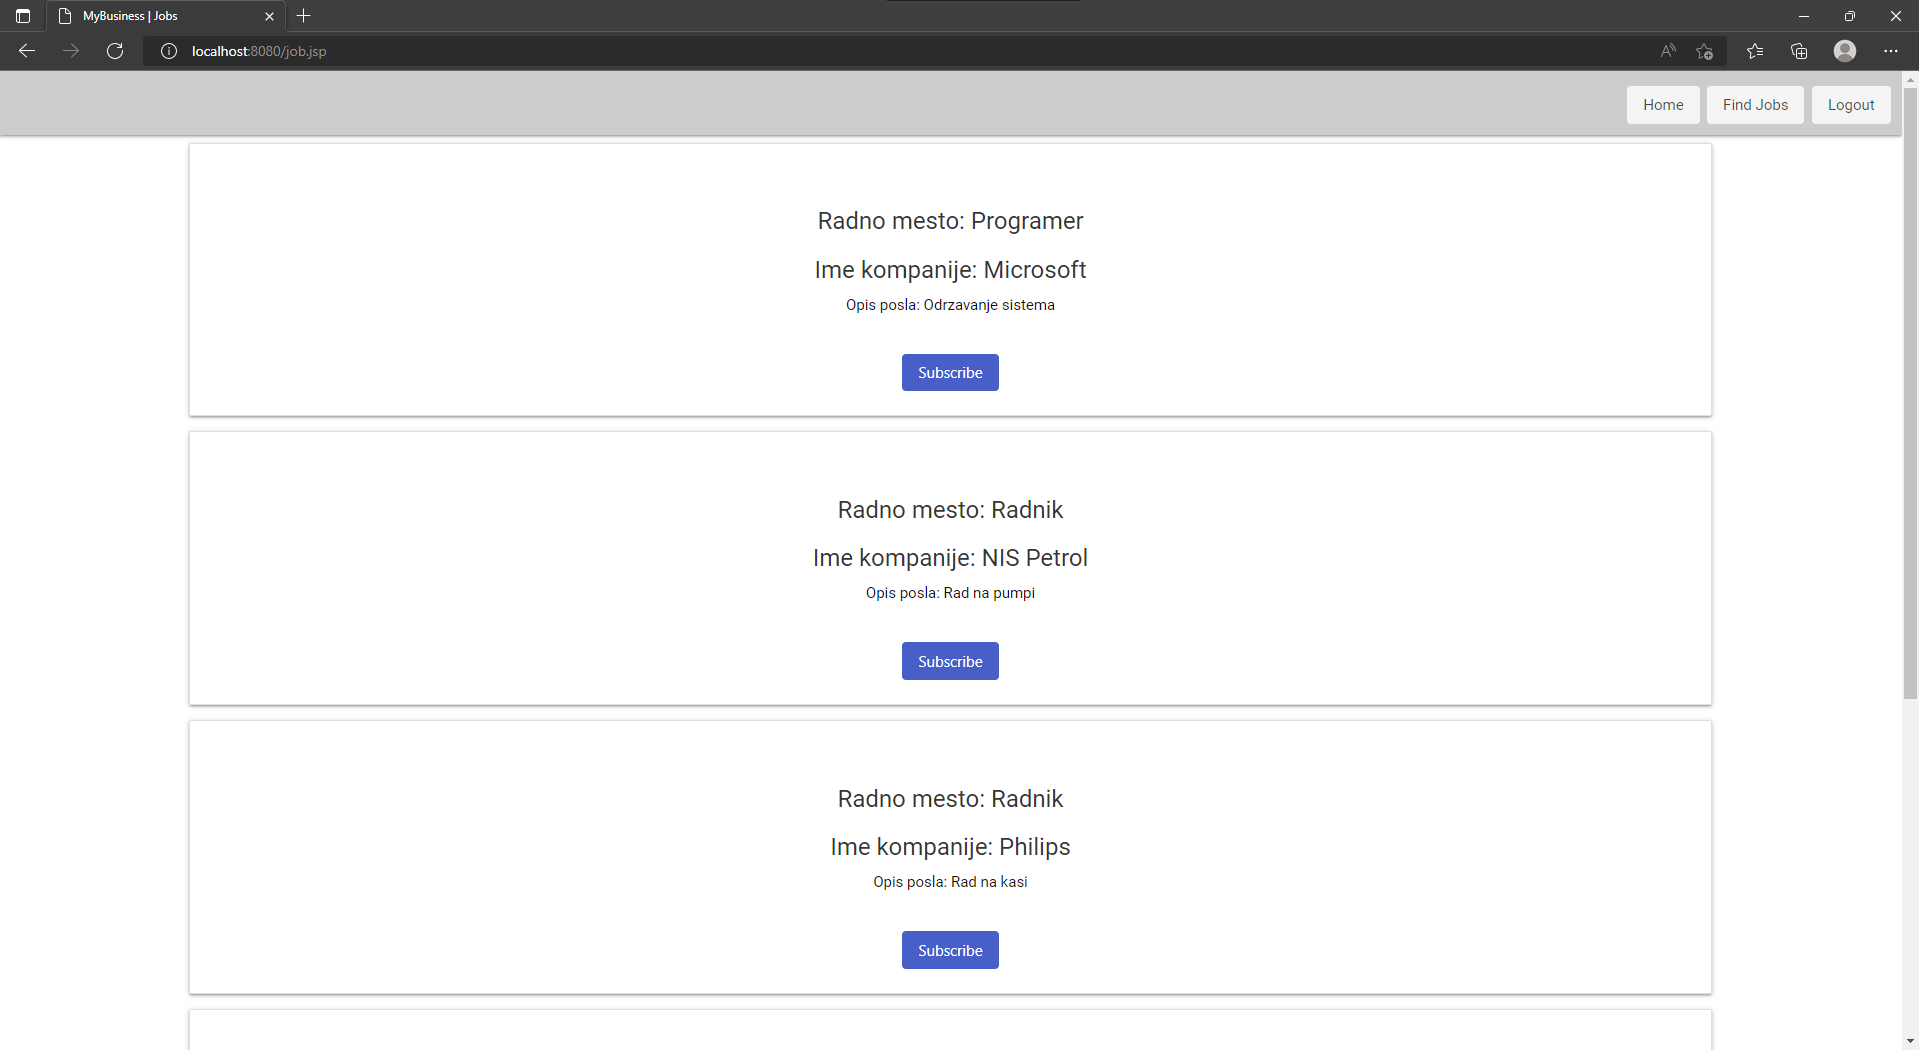 MyBusiness | Jobs
localhost:8080/job.jsp
Home Find Jobs Logout
Radno mesto: Programer
Ime kompanije: Microsoft
Opis posla: Odrzavanje sistema
Subscribe
Radno mesto: Radnik
Ime kompanije: NIS Petrol
Opis posla: Rad na pumpi
Subscribe
Radno mesto: Radnik
Ime kompanije: Philips
Opis posla: Rad na kasi
Subscribe